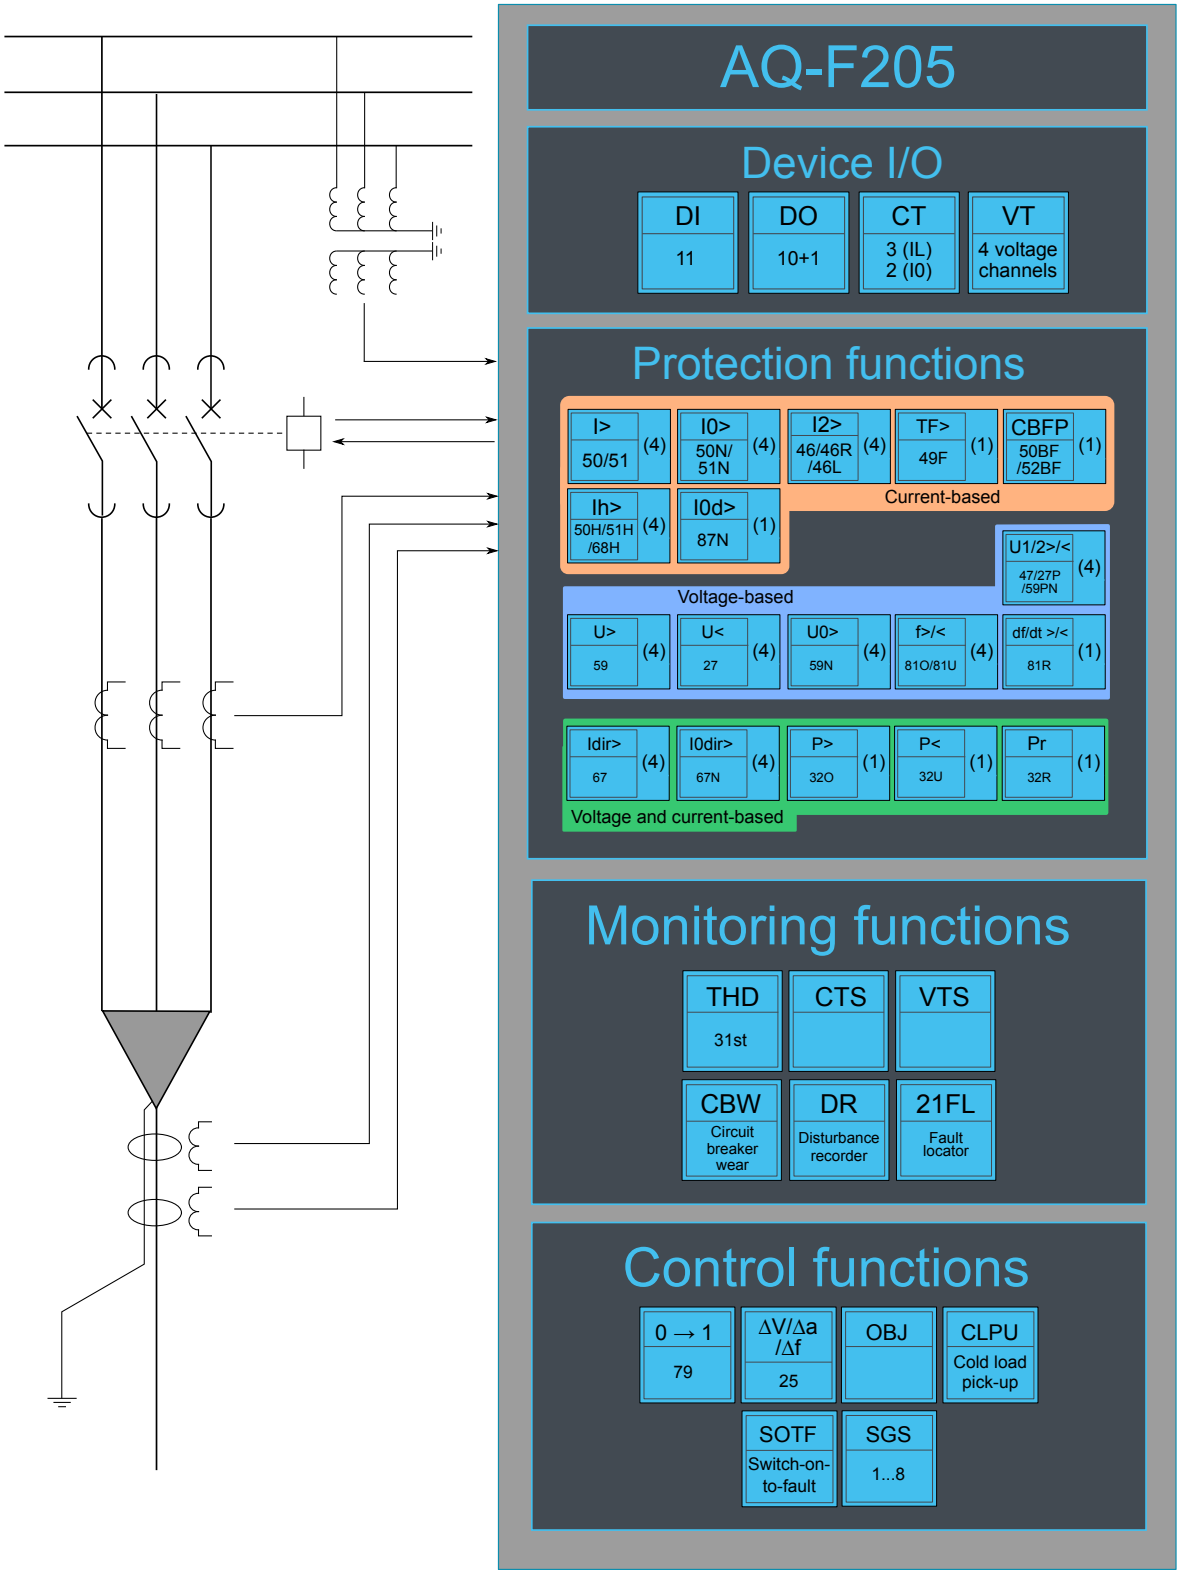 AQ-F205
Device I/O
DI
11
DO
10+1
CT
3 (IL)
2 (I0)
VT
4 voltage
channels
Protection functions
I>
50/51
(4)
I0>
50N/
51N
(4)
I2>
46/46R
/46L
(4)
TF>
49F
(1)
CBFP
50BF
/52BF
(1)
Current-based
Ih>
50H/51H
/68H
(4)
I0d>
87N
(1)
U1/2>/<
47/27P
/59PN
(4)
Voltage-based
U>
59
(4)
U<
27
(4)
U0>
59N
(4)
f>/<
81O/81U
(4)
df/dt >/<
81R
(1)
Idir>
67
(4)
I0dir>
67N
(4)
P>
32O
(1)
P<
32U
(1)
Pr
32R
(1)
Voltage and current-based
Monitoring functions
THD
31st
CTS
VTS
CBW
Circuit
breaker
wear
DR
Disturbance
recorder
21FL
Fault
locator
Control functions
0 → 1
79
ΔV/Δa
/Δf
25
OBJ
CLPU
Cold load
pick-up
SOTF
Switch-on-
to-fault
SGS
1...8